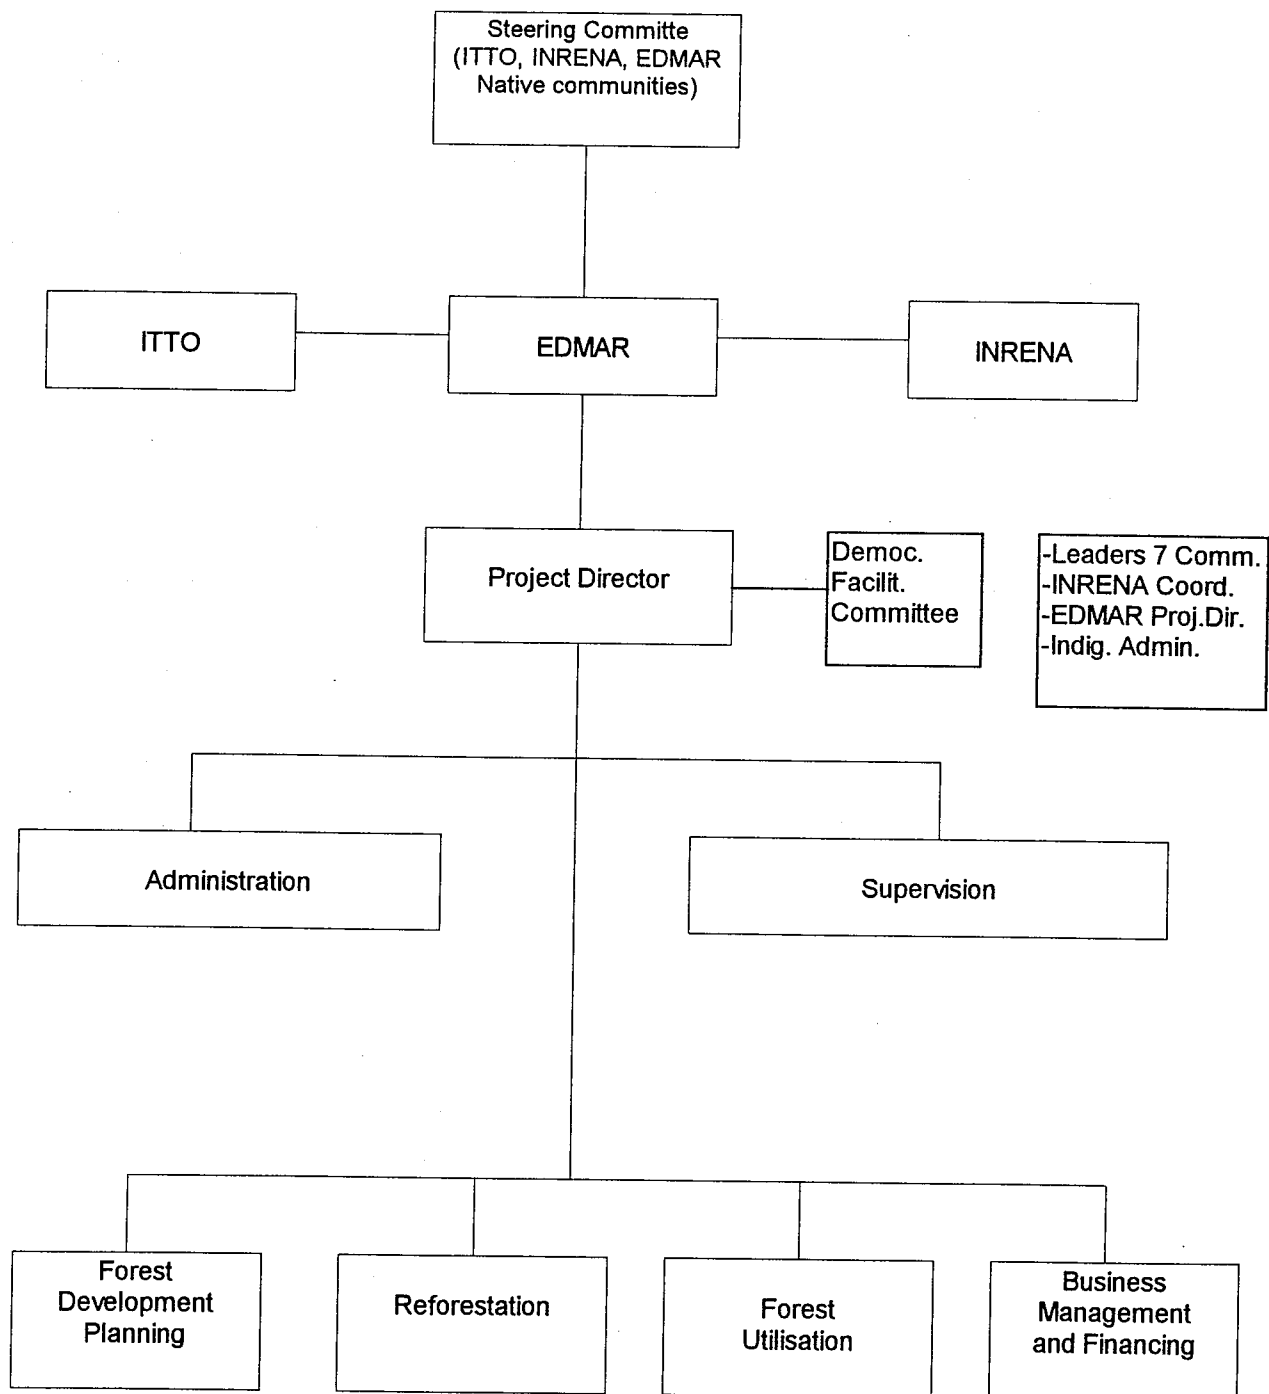 Steering Committe
(ITTO, INRENA, EDMAR
Native communities)
ITTO
EDMAR
INRENA
Project Director
Democ.
Facilit.
Committee
-Leaders 7 Comm.
-INRENA Coord.
-EDMAR Proj.Dir.
-Indig. Admin.
Administration
Supervision
Forest
Development
Planning
Reforestation
Forest
Utilisation
Business
Management
and Financing